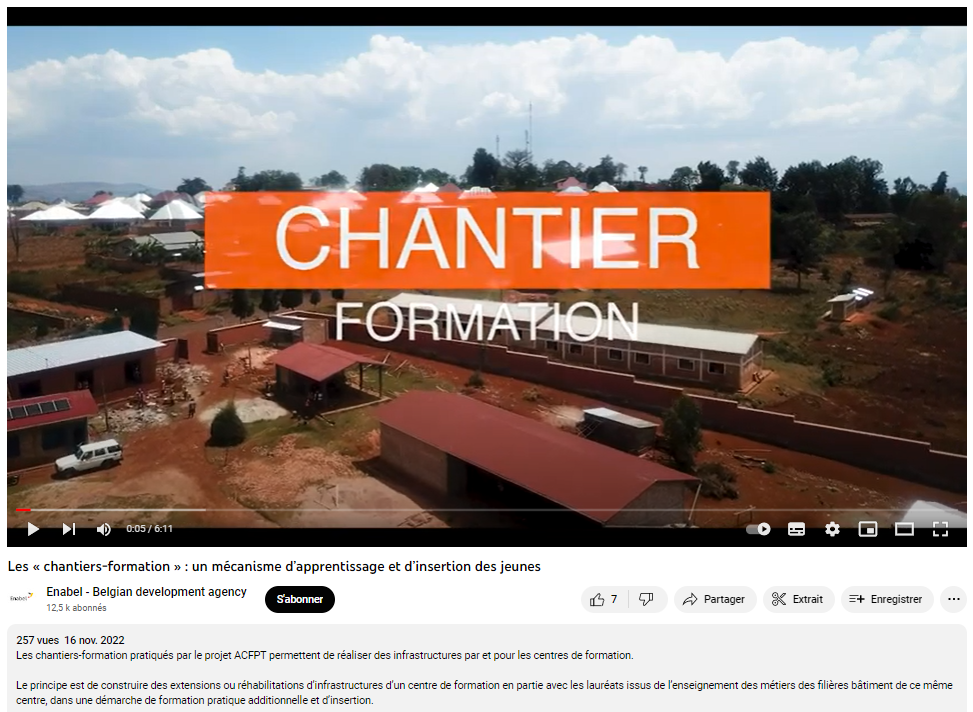 CHANTIER
FORMATION
0:05 / 6:11
Les « chantiers-formation » : un mécanisme d'apprentissage et d'insertion des jeunes
Enabel
Enabel - Belgian development agency
12,5 k abonnés
S'abonner
7
Partager
Extrait
Enregistrer
257 vues 16 nov. 2022
Les chantiers-formation pratiqués par le projet ACFPT permettent de réaliser des infrastructures par et pour les centres de formation.
Le principe est de construire des extensions ou réhabilitations d'infrastructures d'un centre de formation en partie avec les lauréats issus de l'enseignement des métiers des filières bâtiment de ce même
centre, dans une démarche de formation pratique additionnelle et d'insertion.